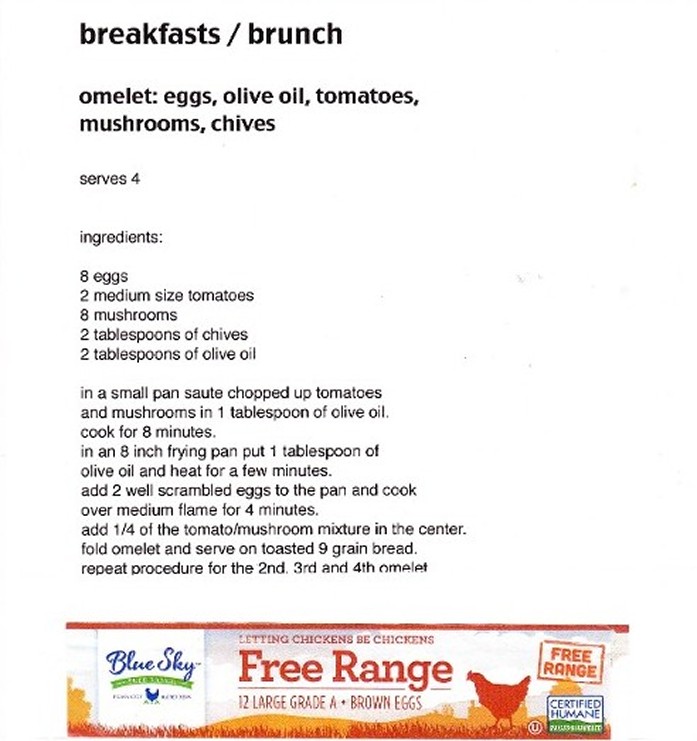 breakfasts / brunch
omelet: eggs, olive oil, tomatoes,
mushrooms, chives
serves 4
ingredients:
8 eggs
2 medium size tomatoes
8 mushrooms
2 tablespoons of chives
2 tablespoons of olive oil
in a small pan saute chopped up tomatoes
and mushrooms in 1 tablespoon of olive oil.
cook for 8 minutes.
in an 8 inch frying pan put 1 tablespoon of
olive oil and heat for a few minutes.
add 2 well scrambled eggs to the pan and cook
over medium flame for 4 minutes.
add 1/4 of the tomato/mushroom mixture in the center.
fold omelet and serve on toasted 9 grain bread.
repeat procedure for the 2nd, 3rd and 4th omelet
LETTING CHICKENS BE CHICKENS
Blue Sky
Free Range
12 LARGE GRADE A • BROWN EGGS
FREE
RANGE
CERTIFIED
HUMANE